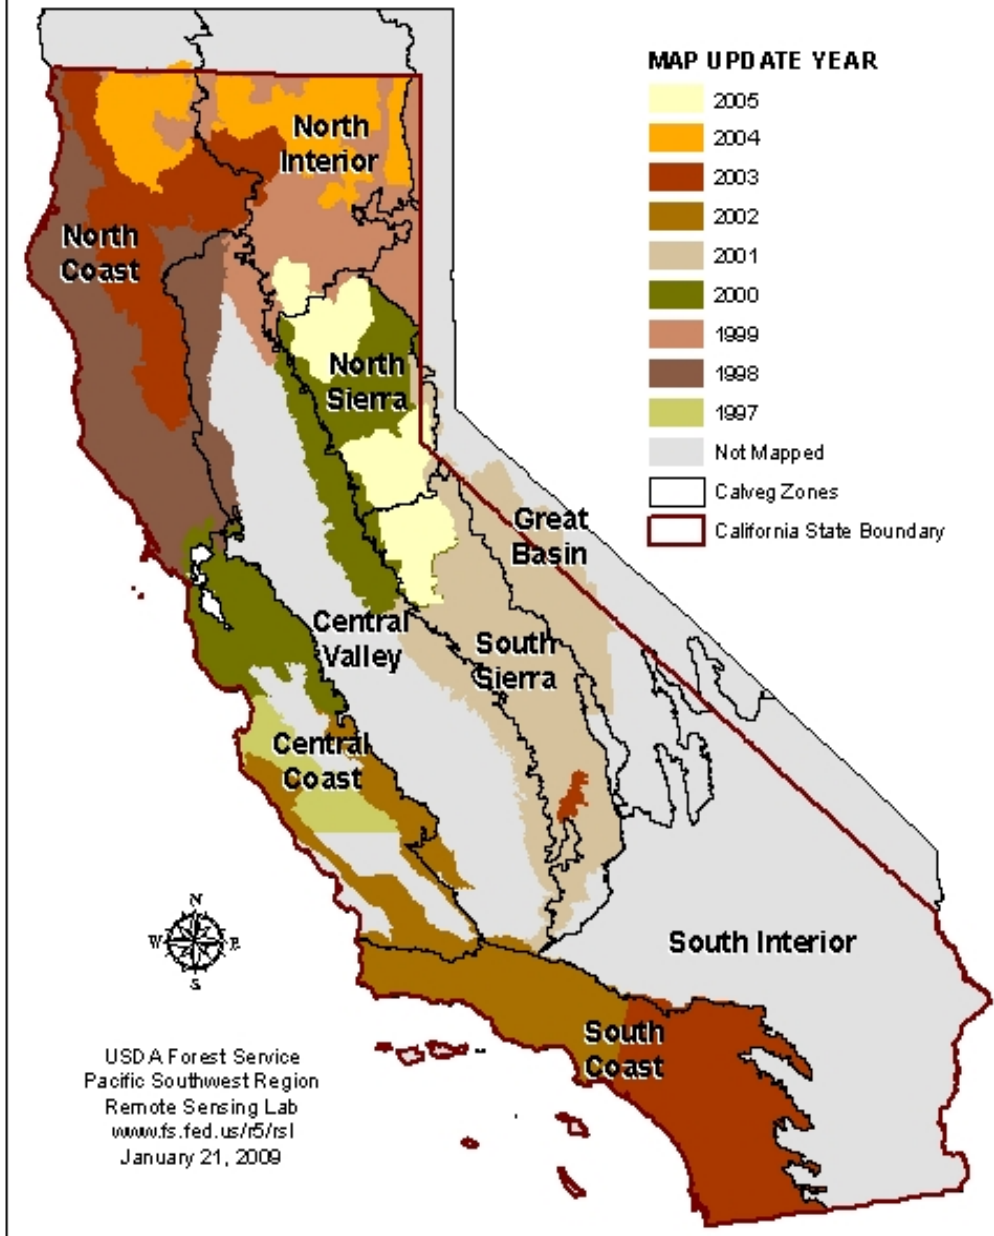 MAP UPDATE YEAR
2005
2004
2003
2002
2001
2000
1999
1998
1997
Not Mapped
Calveg Zones
California State Boundary
North
Interior
North
Coast
North
Sierra
Great
Basin
Central
Valley
South
Sierra
Central
Coast
South Interior
South
Coast
N
W
E
S
USDA Forest Service
Pacific Southwest Region
Remote Sensing Lab
www.fs.fed.us/r5/rsl
January 21, 2009